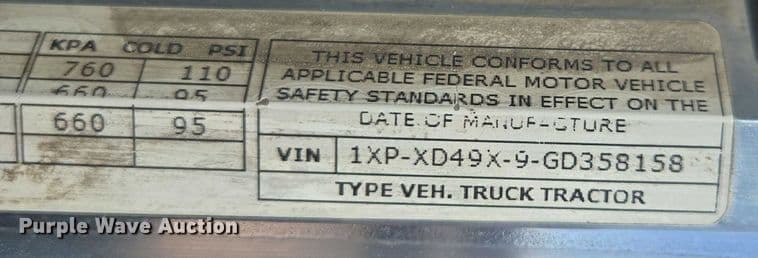 KPA COLD PSI
760 110
660 95
660 95
THIS VEHICLE CONFORMS TO ALL
APPLICABLE FEDERAL MOTOR VEHICLE
SAFETY STANDARDS IN EFFECT ON THE
DATE OF MANUFACTURE
VIN 1XP-XD49X-9-GD358158
TYPE VEH. TRUCK TRACTOR
Purple Wave Auction